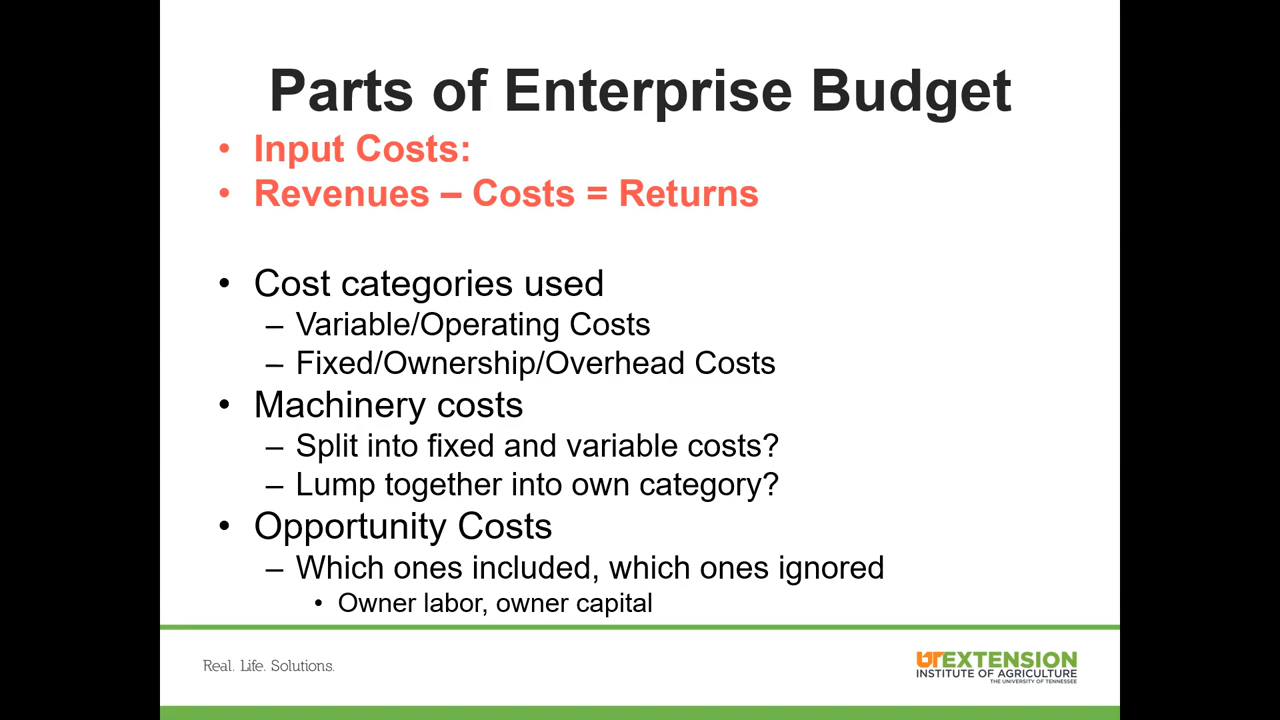 Parts of Enterprise Budget
• Input Costs:
• Revenues – Costs = Returns
• Cost categories used
– Variable/Operating Costs
– Fixed/Ownership/Overhead Costs
• Machinery costs
– Split into fixed and variable costs?
– Lump together into own category?
• Opportunity Costs
– Which ones included, which ones ignored
• Owner labor, owner capital
Real. Life. Solutions.
UT EXTENSION
INSTITUTE OF AGRICULTURE
THE UNIVERSITY OF TENNESSEE